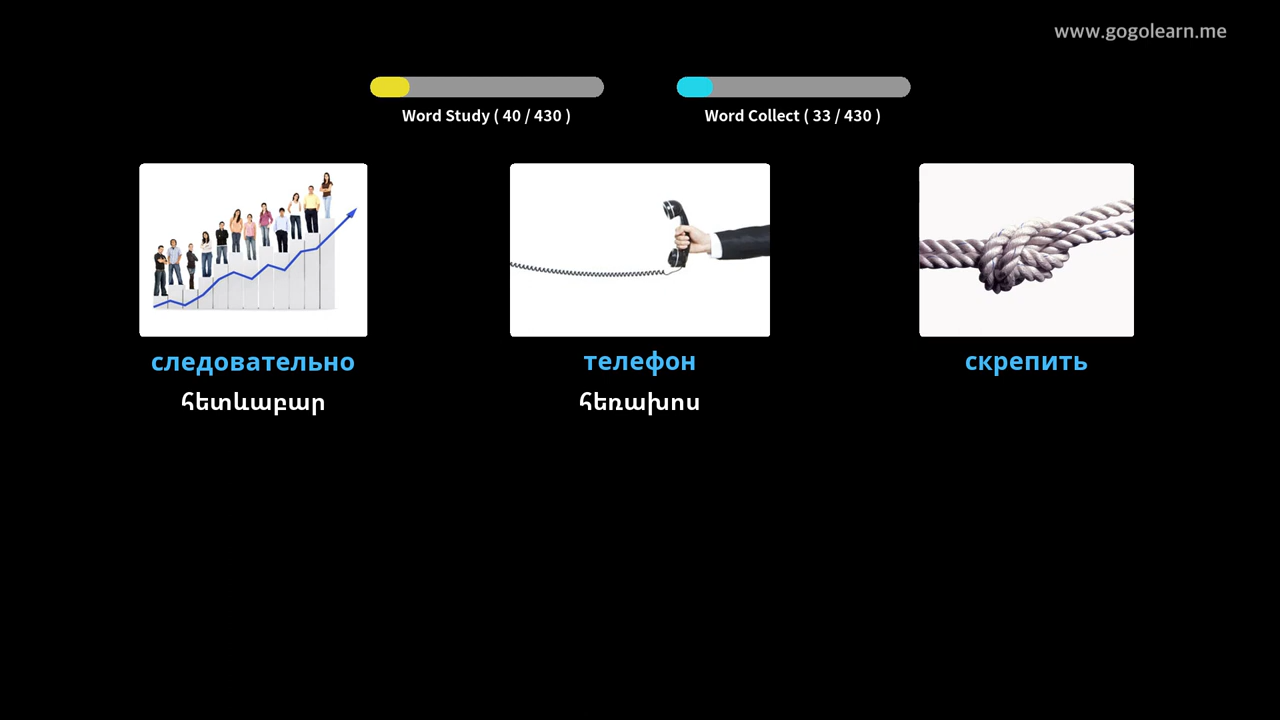 www.gogolearn.me
Word Study ( 40 / 430 )
Word Collect ( 33 / 430 )
следовательно
телефон
скрепить
հետևաբար
հեռախոս